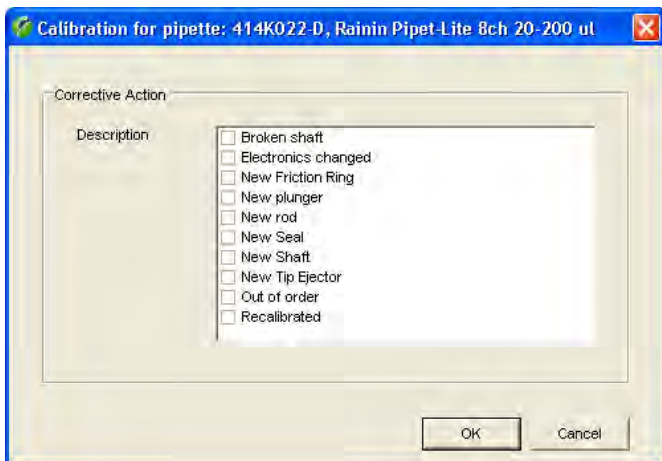 Calibration for pipette: 414K022-D, Rainin Pipet-Lite 8ch 20-200 ul
Corrective Action
Description
Broken shaft
Electronics changed
New Friction Ring
New plunger
New rod
New Seal
New Shaft
New Tip Ejector
Out of order
Recalibrated
OK
Cancel